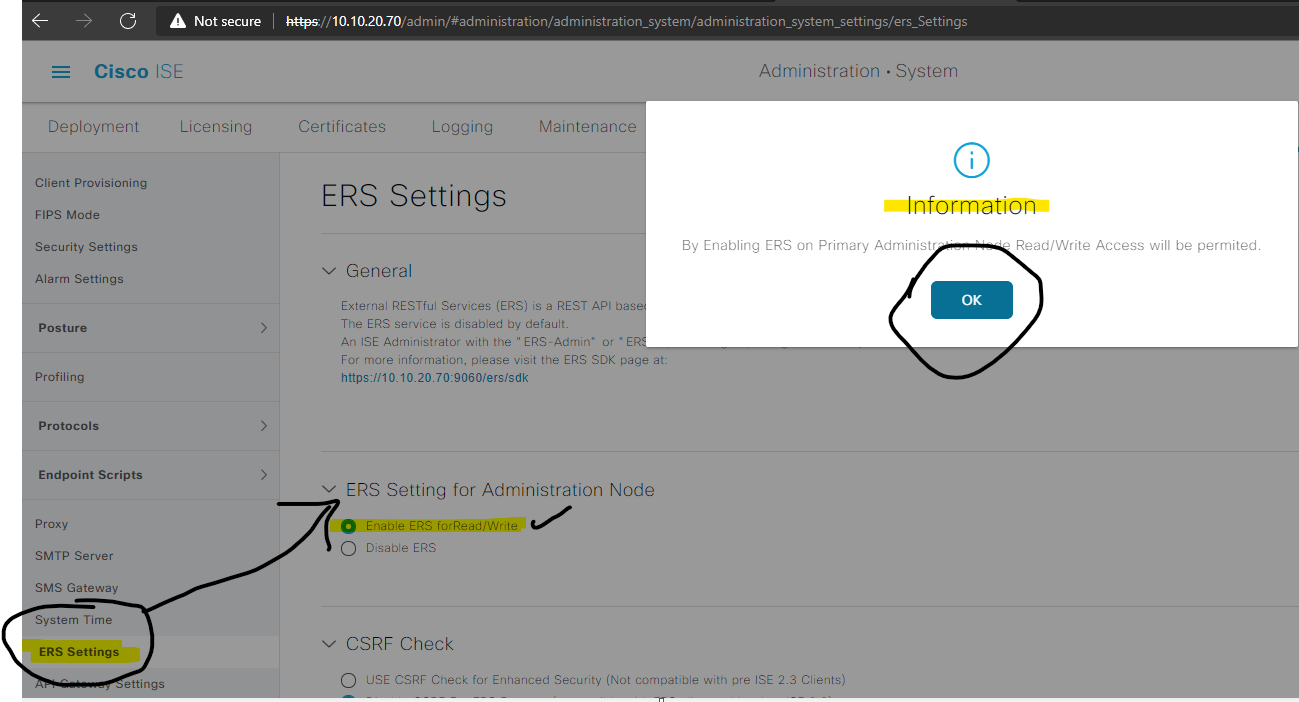 Not secure https://10.10.20.70/admin/#administration/administration_system/administration_system_settings/ers_Settings
Cisco ISE
Administration • System
Deployment Licensing Certificates Logging Maintenance
Client Provisioning
FIPS Mode
Security Settings
Alarm Settings
Posture
Profiling
Protocols
Endpoint Scripts
Proxy
SMTP Server
SMS Gateway
System Time
ERS Settings
API Gateway Settings
ERS Settings
General
External RESTful Services (ERS) is a REST API
The ERS service is disabled by default.
An ISE Administrator with the "ERS-Admin" or
For more information, please visit the ERS SDK page at:
https://10.10.20.70:9060/ers/sdk
ERS Setting for Administration Node
Enable ERS forRead/Write
Disable ERS
CSRF Check
USE CSRF Check for Enhanced Security (Not compatible with pre ISE 2.3 Clients)
Information
By Enabling ERS on Primary Administration Node Read/Write Access will be permited.
OK